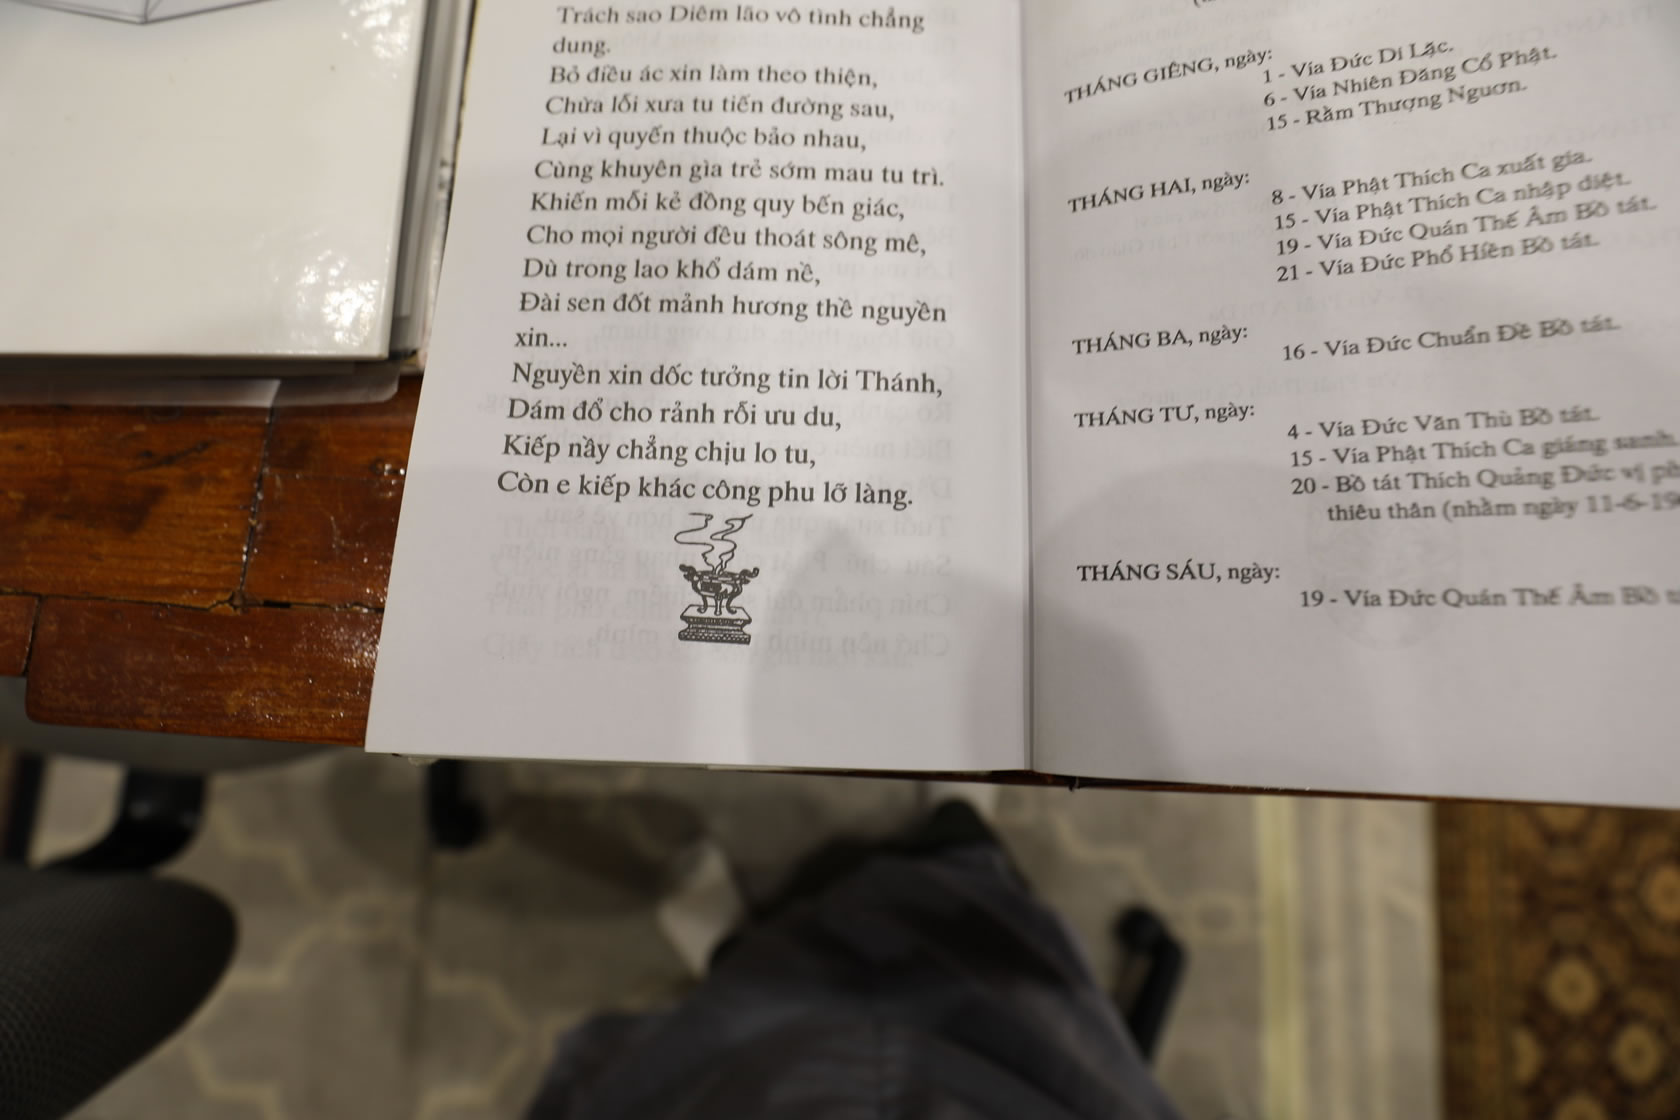 Trách sao Diêm lão vô tình chẳng
dung.
Bỏ điều ác xin làm theo thiện,
Chừa lỗi xưa tu tiến đường sau,
Lại vì quyến thuộc bảo nhau,
Cùng khuyên gìa trẻ sớm mau tu trì.
Khiến mỗi kẻ đồng quy bến giác,
Cho mọi người đều thoát sông mê,
Dù trong lao khổ dám nề,
Đài sen đốt mảnh hương thề nguyền
xin...
Nguyền xin dốc tưởng tin lời Thánh,
Dám đổ cho rảnh rỗi ưu du,
Kiếp nầy chẳng chịu lo tu,
Còn e kiếp khác công phu lỡ làng.
THÁNG GIÊNG, ngày:
1 - Vía Đức Di Lặc.
6 - Vía Nhiên Đăng Cổ Phật.
15 - Rằm Thượng Nguơn.
THÁNG HAI, ngày:
8 - Vía Phật Thích Ca xuất gia.
15 - Vía Phật Thích Ca nhập diệt.
19 - Vía Đức Quán Thế Âm Bồ tát.
21 - Vía Đức Phổ Hiền Bồ tát.
THÁNG BA, ngày:
16 - Vía Đức Chuẩn Đề Bồ tát.
THÁNG TƯ, ngày:
4 - Vía Đức Văn Thù Bồ tát.
15 - Vía Phật Thích Ca giáng sanh
20 - Bồ tát Thích Quảng Đức vị
thiêu thân (nhằm ngày 11-6-19
THÁNG SÁU, ngày:
19 - Vía Đức Quán Thế Âm Bồ